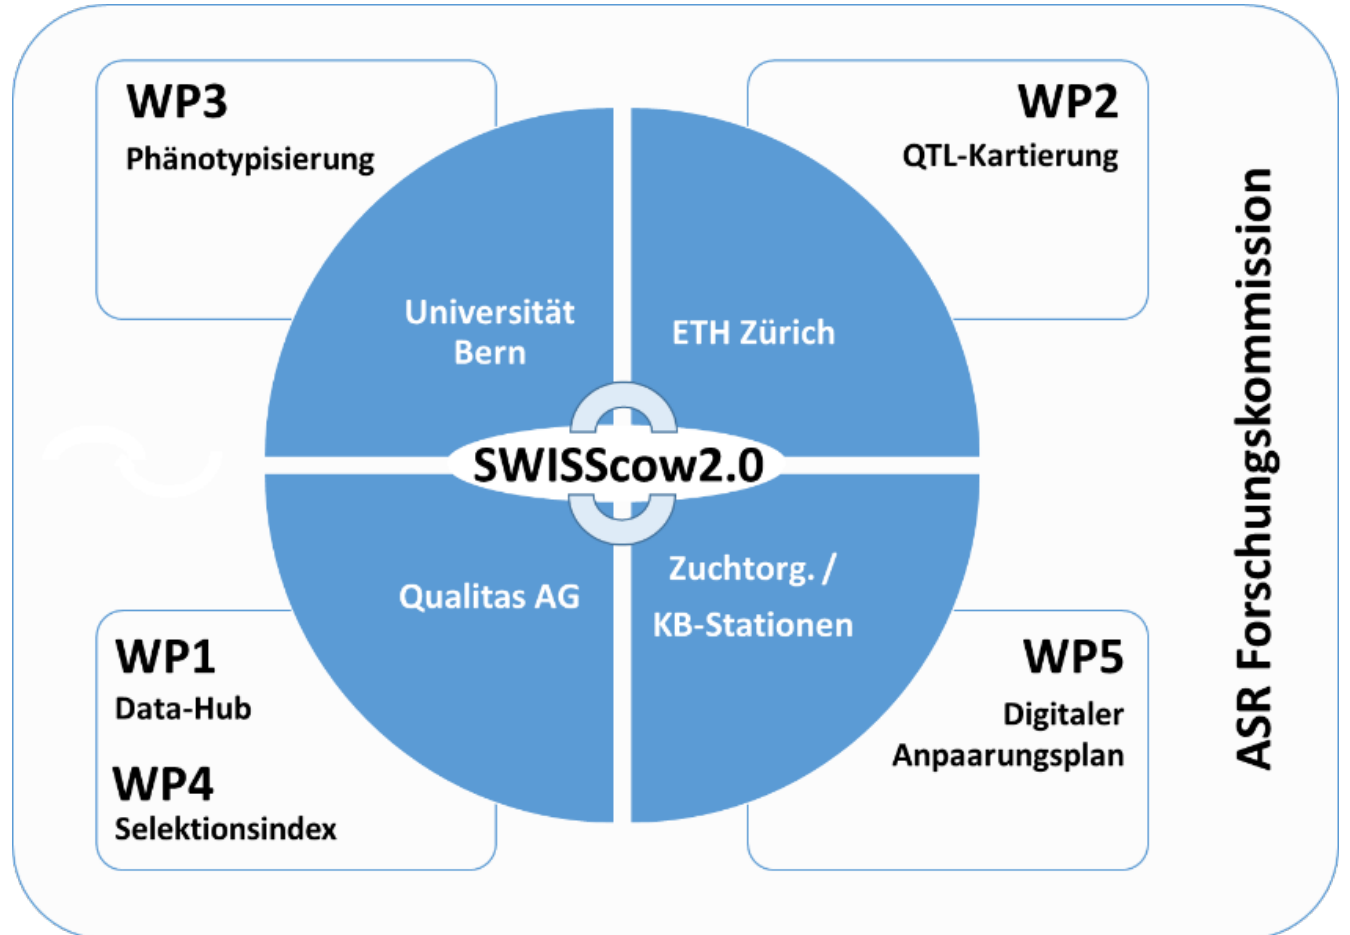 WP3
Phänotypisierung
WP2
QTL-Kartierung
Universität
Bern
ETH Zürich
SWISScow2.0
Qualitas AG
Zuchtorg. /
KB-Stationen
WP1
Data-Hub
WP4
Selektionsindex
WP5
Digitaler
Anpaarungsplan
ASR Forschungskommission